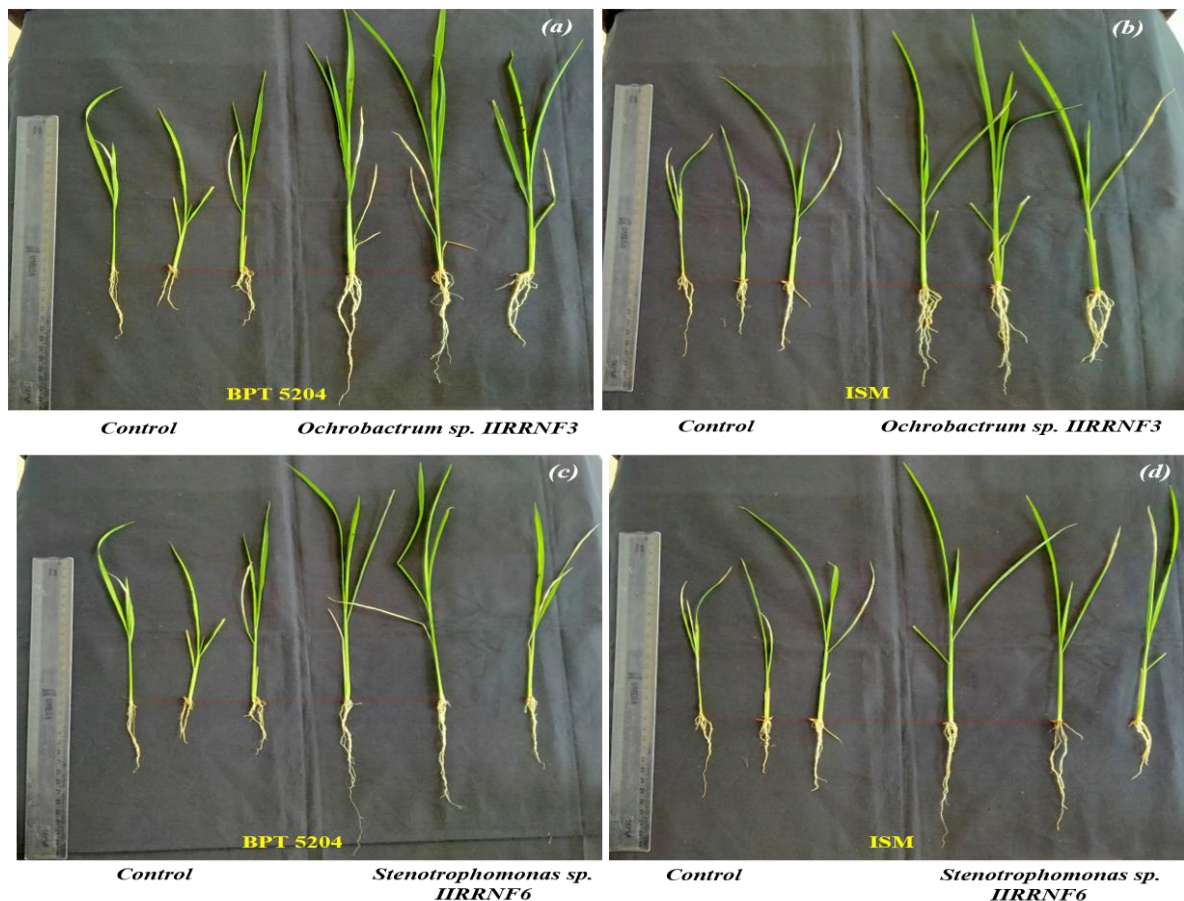 (a)
BPT 5204
(b)
ISM
Control
Ochrobactrum sp. IIRRNF3
Control
Ochrobactrum sp. IIRRNF3
(c)
BPT 5204
(d)
ISM
Control
Stenotrophomonas sp.
IIRRNF6
Control
Stenotrophomonas sp.
IIRRNF6